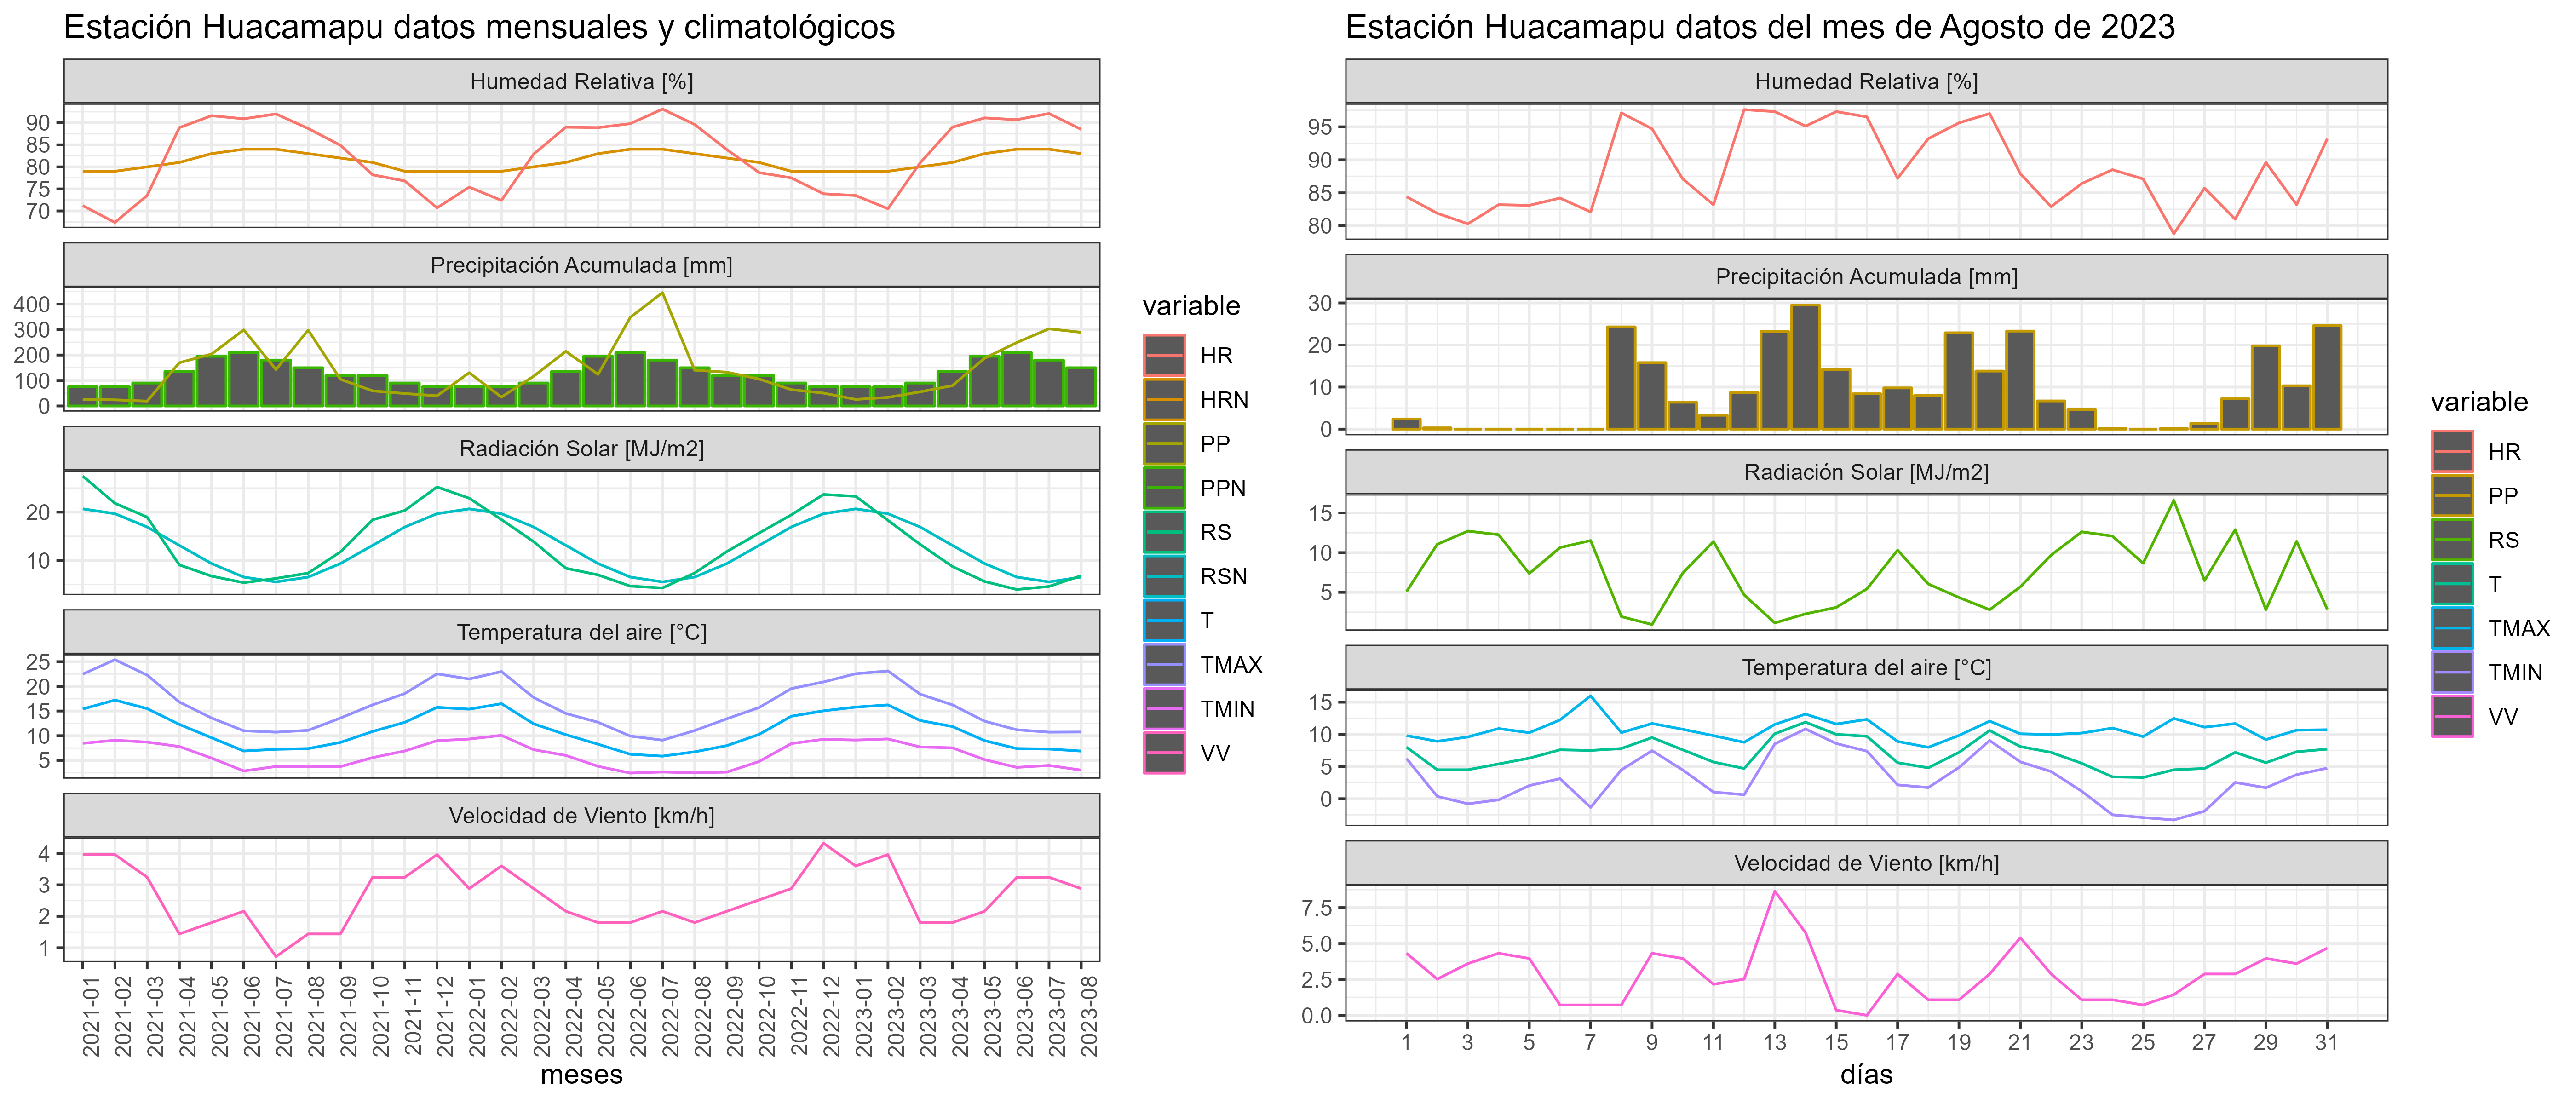 Estación Huacamapu datos mensuales y climatológicos
Humedad Relativa [%]
90
85
80
75
70
Precipitación Acumulada [mm]
400
300
200
100
0
Radiación Solar [MJ/m2]
20
10
Temperatura del aire [°C]
25
20
15
10
5
Velocidad de Viento [km/h]
4
3
2
1
2021-01
2021-02
2021-03
2021-04
2021-05
2021-06
2021-07
2021-08
2021-09
2021-10
2021-11
2021-12
2022-01
2022-02
2022-03
2022-04
2022-05
2022-06
2022-07
2022-08
2022-09
2022-10
2022-11
2022-12
2023-01
2023-02
2023-03
2023-04
2023-05
2023-06
2023-07
2023-08
meses
variable
HR
HRN
PP
PPN
RS
RSN
T
TMAX
TMIN
VV
Estación Huacamapu datos del mes de Agosto de 2023
Humedad Relativa [%]
95
90
85
80
Precipitación Acumulada [mm]
30
20
10
0
Radiación Solar [MJ/m2]
15
10
5
Temperatura del aire [°C]
15
10
5
0
Velocidad de Viento [km/h]
7.5
5.0
2.5
0.0
1 3 5 7 9 11 13 15 17 19 21 23 25 27 29 31
días
variable
HR
PP
RS
T
TMAX
TMIN
VV